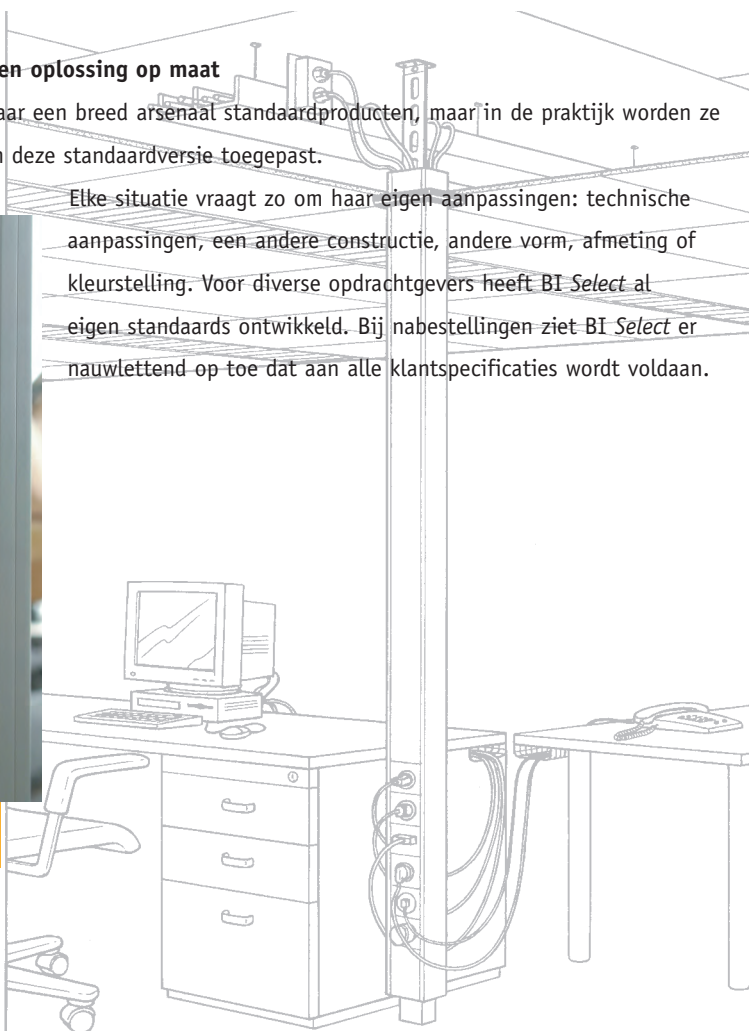 en oplossing op maat
aar een breed arsenaal standaardproducten, maar in de praktijk worden ze
n deze standaardversie toegepast.
Elke situatie vraagt zo om haar eigen aanpassingen: technische
aanpassingen, een andere constructie, andere vorm, afmeting of
kleurstelling. Voor diverse opdrachtgevers heeft BI Select al
eigen standaards ontwikkeld. Bij nabestellingen ziet BI Select er
nauwlettend op toe dat aan alle klantspecificaties wordt voldaan.